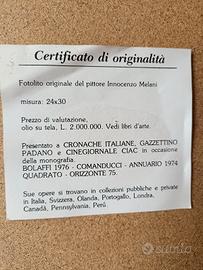 Certificato di originalità
Fotolito originale del pittore Innocenzo Melani
misura: 24x30
Prezzo di valutazione,
olio su tela, L. 2.000.000. Vedi libri d'arte.
Presentato a CRONACHE ITALIANE, GAZZETTINO
PADANO e CINEGIORNALE CIAC in occasione
della monografia.
BOLAFFI 1976 - COMANDUCCI - ANNUARIO 1974
QUADRATO - ORIZZONTE 75.
Sue opere si trovano in collezioni pubbliche e private
in Italia, Svizzera, Olanda, Portogallo, Londra,
Canadà, Pennsylvania, Perù.
subito